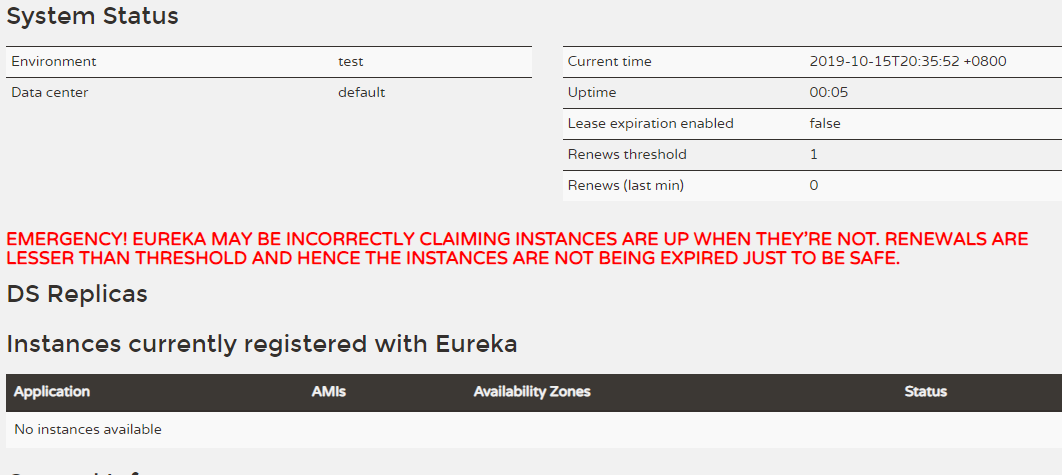 System Status
Environment test
Data center default
Current time 2019-10-15T20:35:52 +0800
Uptime 00:05
Lease expiration enabled false
Renews threshold 1
Renews (last min) 0
EMERGENCY! EUREKA MAY BE INCORRECTLY CLAIMING INSTANCES ARE UP WHEN THEY'RE NOT. RENEWALS ARE
LESSER THAN THRESHOLD AND HENCE THE INSTANCES ARE NOT BEING EXPIRED JUST TO BE SAFE.
DS Replicas
Instances currently registered with Eureka
Application AMIs Availability Zones Status
No instances available